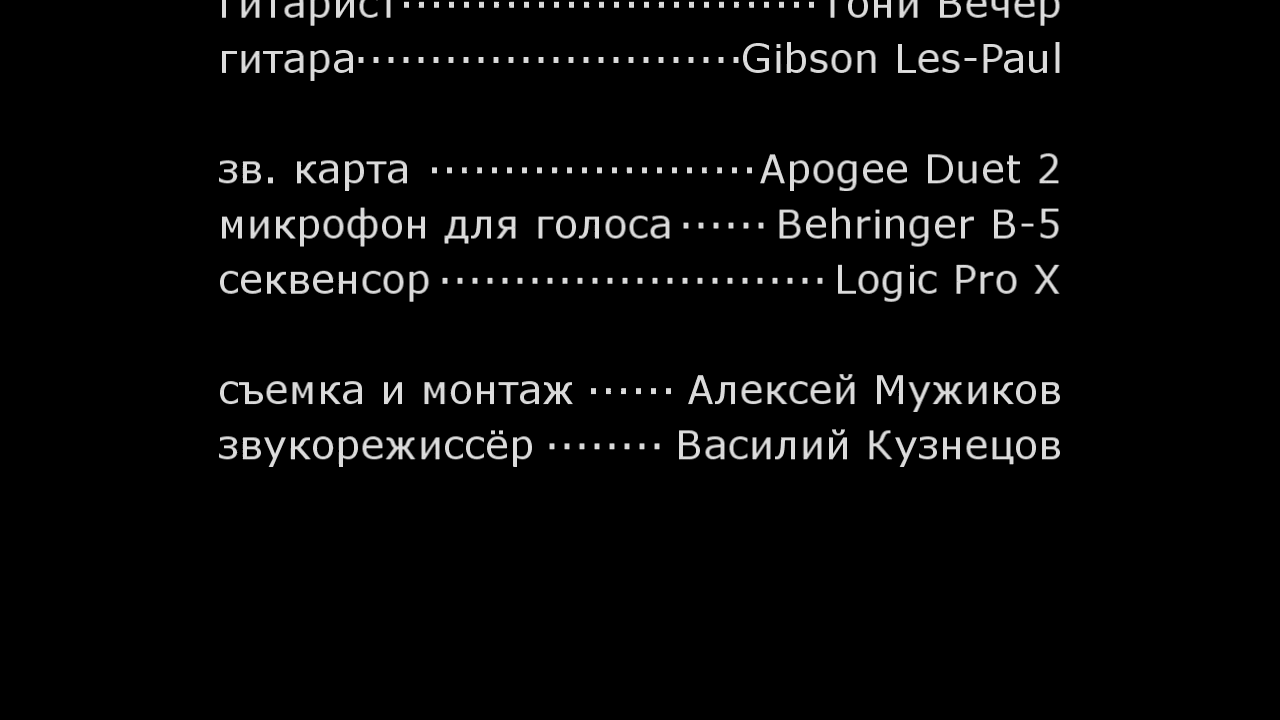 гитарист···························· Вечер
гитара··························Gibson Les-Paul
зв. карта ······················Apogee Duet 2
микрофон для голоса ······ Behringer B-5
секвенсор ·························· Logic Pro X
съемка и монтаж ······ Алексей Мужиков
звукорежиссёр ········ Василий Кузнецов